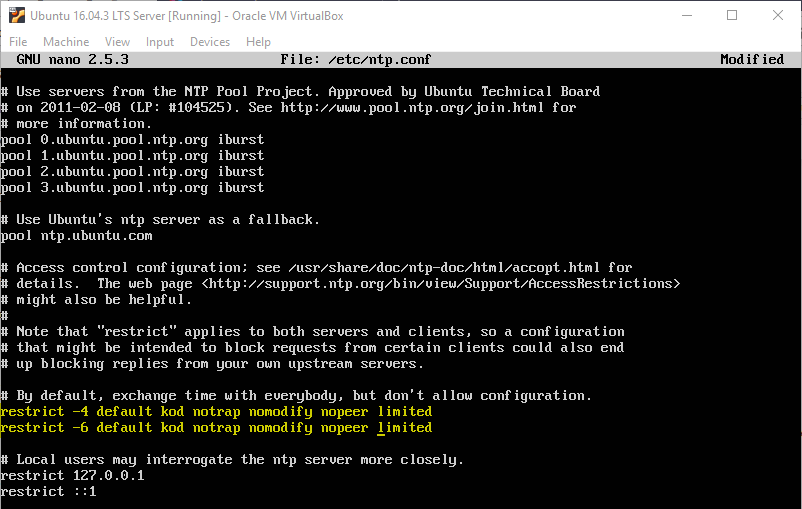 Ubuntu 16.04.3 LTS Server [Running] - Oracle VM VirtualBox
File Machine View Input Devices Help
GNU nano 2.5.3 File: /etc/ntp.conf Modified
# Use servers from the NTP Pool Project. Approved by Ubuntu Technical Board
# on 2011-02-08 (LP: #104525). See http://www.pool.ntp.org/join.html for
# more information.
pool 0.ubuntu.pool.ntp.org iburst
pool 1.ubuntu.pool.ntp.org iburst
pool 2.ubuntu.pool.ntp.org iburst
pool 3.ubuntu.pool.ntp.org iburst
# Use Ubuntu's ntp server as a fallback.
pool ntp.ubuntu.com
# Access control configuration; see /usr/share/doc/ntp-doc/html/accopt.html for
# details.  The web page <http://support.ntp.org/bin/view/Support/AccessRestrictions>
# might also be helpful.
#
# Note that "restrict" applies to both servers and clients, so a configuration
# that might be intended to block requests from certain clients could also end
# up blocking replies from your own upstream servers.
# By default, exchange time with everybody, but don't allow configuration.
restrict -4 default kod notrap nomodify nopeer limited
restrict -6 default kod notrap nomodify nopeer limited
# Local users may interrogate the ntp server more closely.
restrict 127.0.0.1
restrict ::1